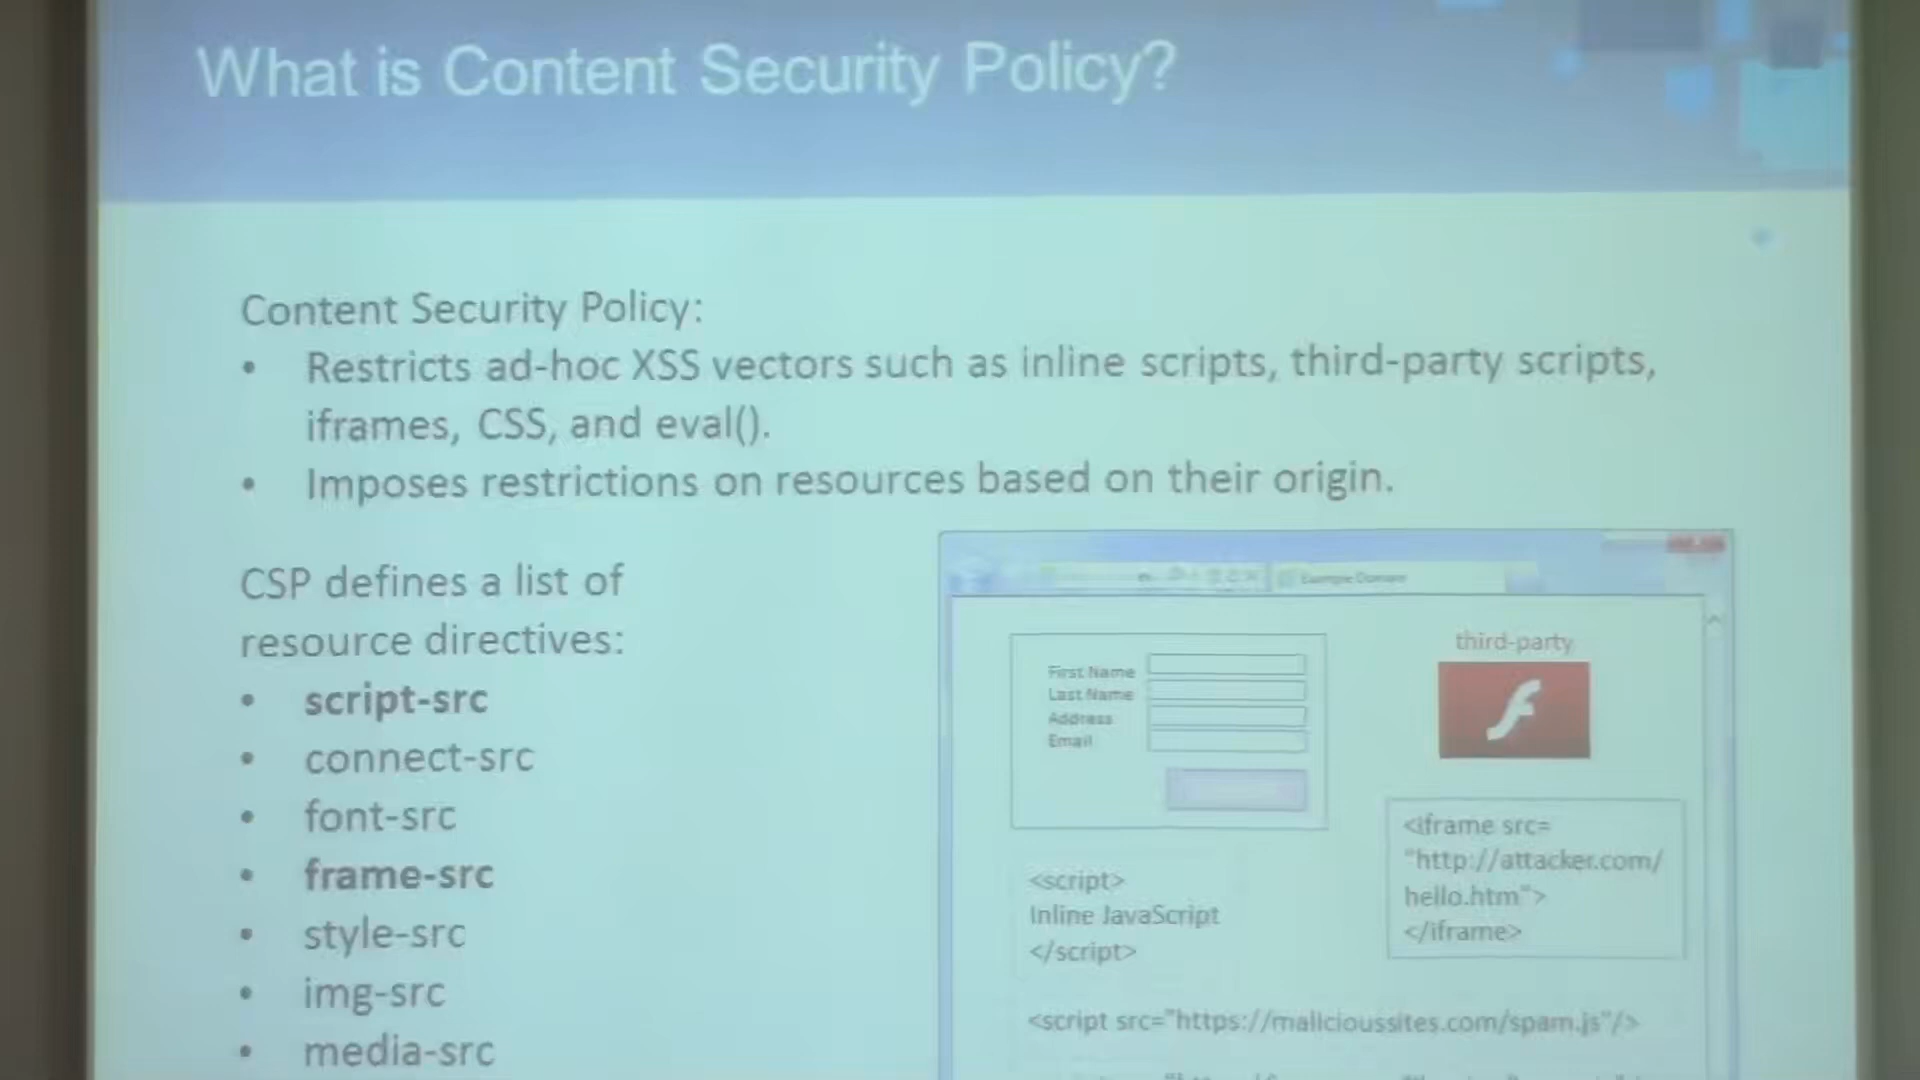 What is Content Security Policy?
Content Security Policy:
• Restricts ad-hoc XSS vectors such as inline scripts, third-party scripts,
iframes, CSS, and eval().
• Imposes restrictions on resources based on their origin.
CSP defines a list of
resource directives:
• script-src
• connect-src
• font-src
• frame-src
• style-src
• img-src
• media-src
Example Domain
First Name
Last Name
Address
Email
third-party
<iframe src=
"http://attacker.com/
hello.htm">
</iframe>
<script>
Inline JavaScript
</script>
<script src="https://malicioussites.com/spam.js"/>